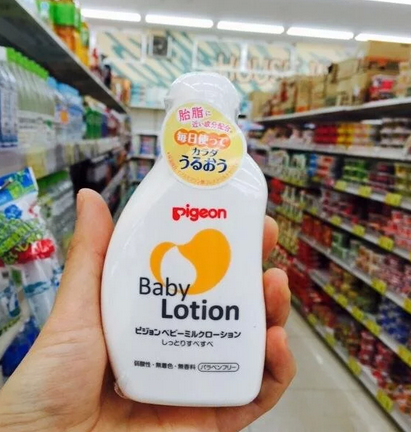 HOUSE
胎脂に
近い成分配合
毎日使って
カラダ
うるおう
Pigeon
Baby
Lotion
ピジョン ベビーミルクローション
しっとりすべすべ
弱酸性・無着色・無香料
パラベンフリー